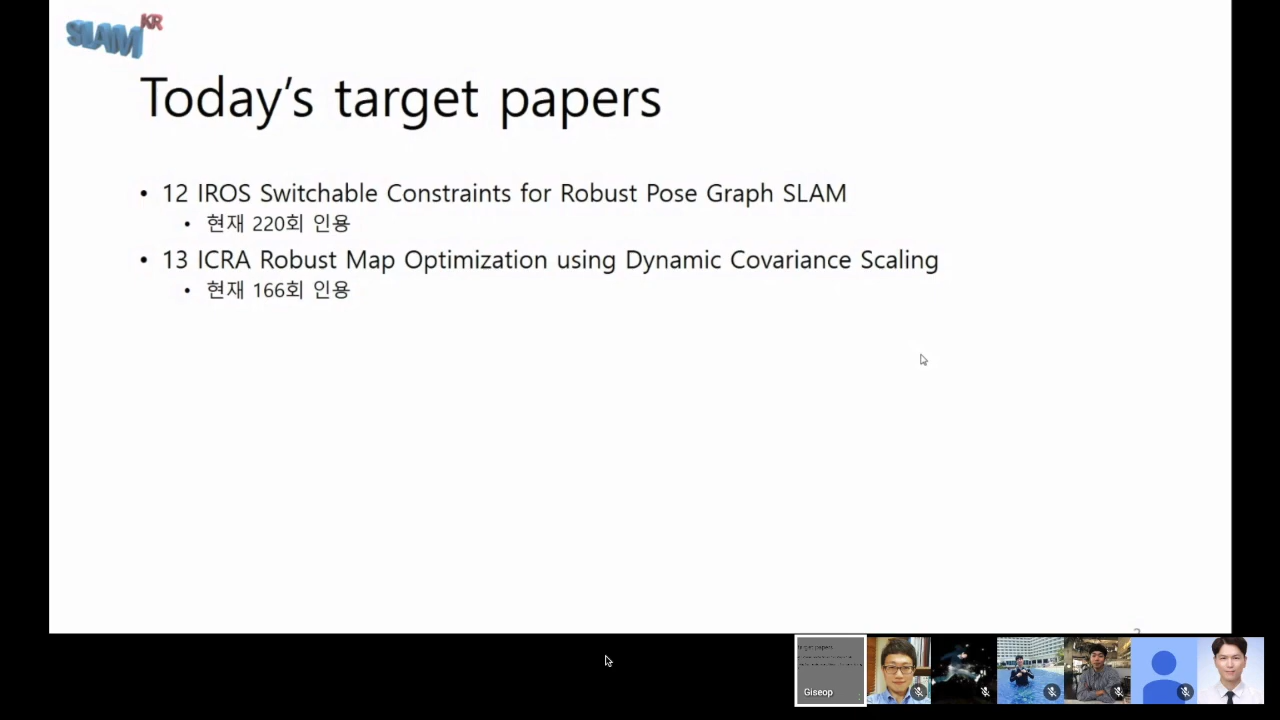 SLAM KR
Today's target papers
• 12 IROS Switchable Constraints for Robust Pose Graph SLAM
• 현재 220회 인용
• 13 ICRA Robust Map Optimization using Dynamic Covariance Scaling
• 현재 166회 인용
target papers
Giseop